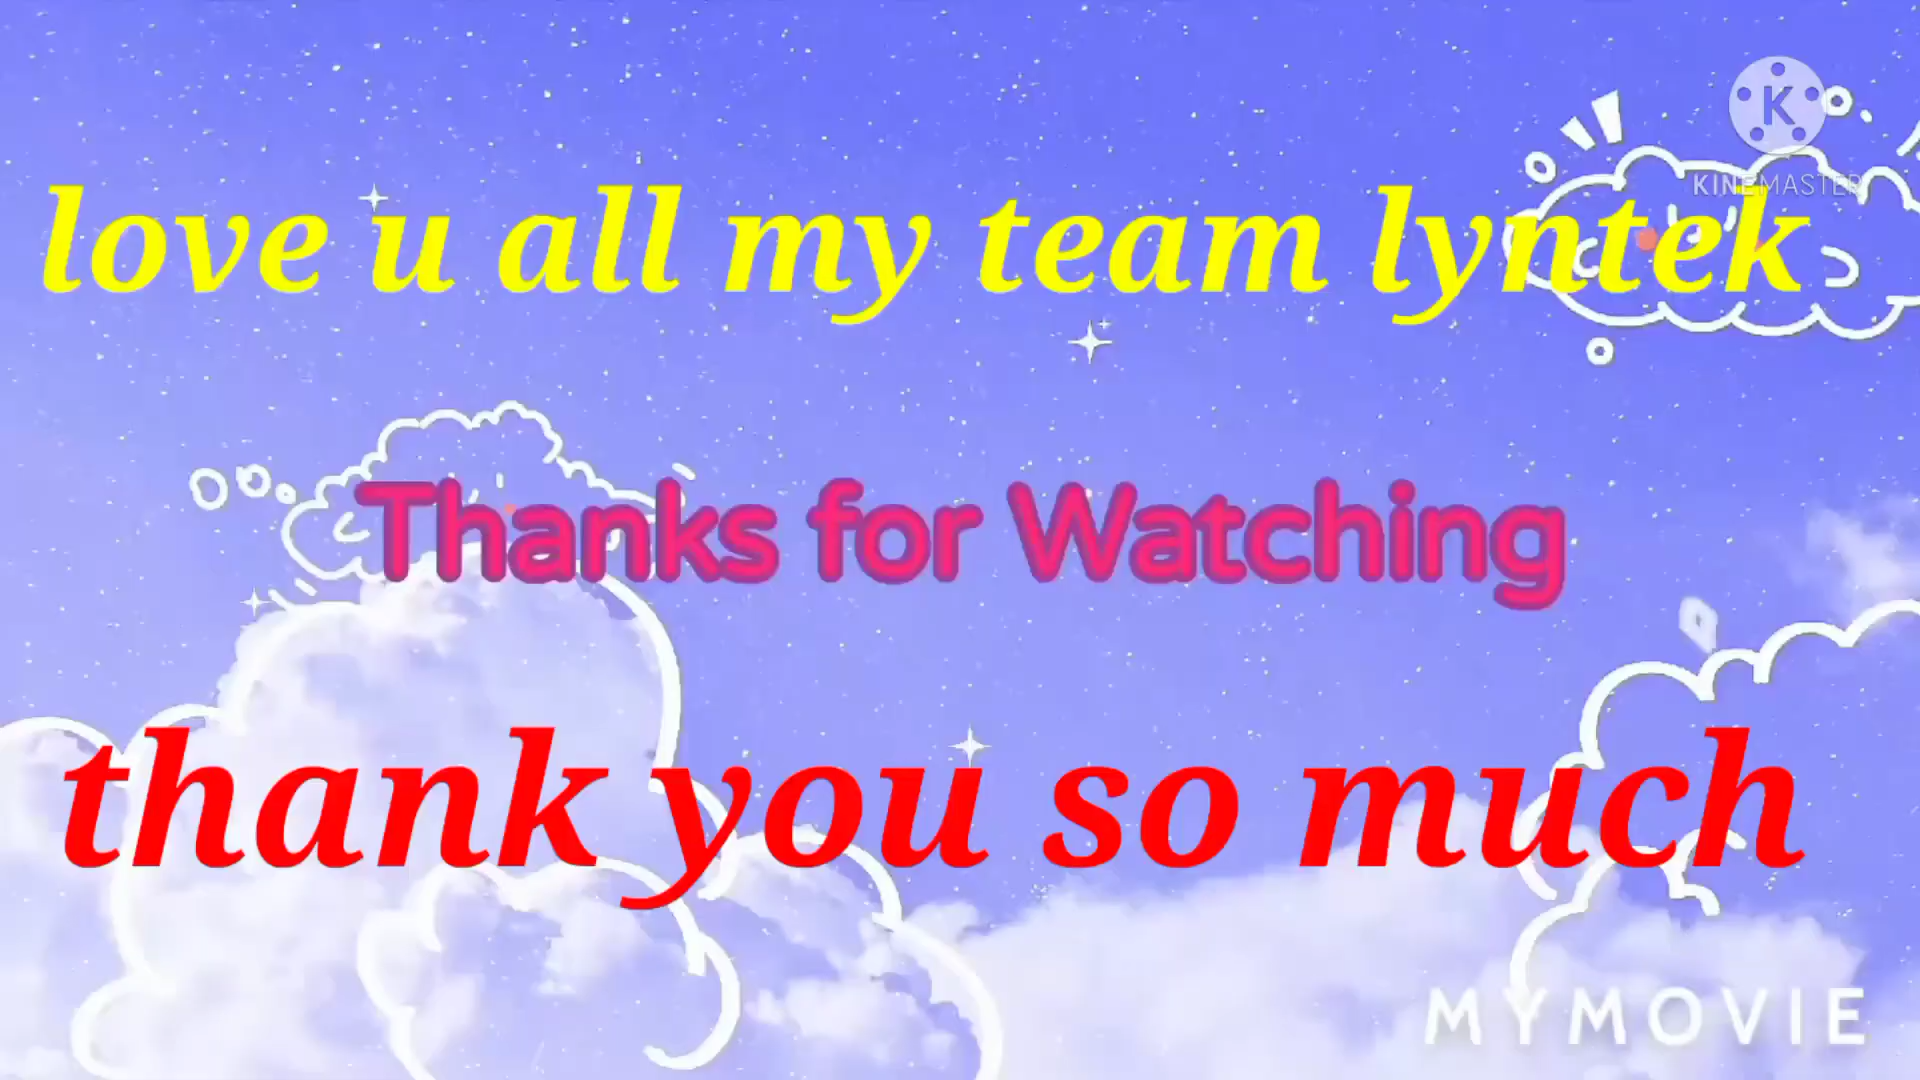 K
KINEMASTER
love u all my team lyntek
Thanks for Watching
thank you so much
MYMOVIE